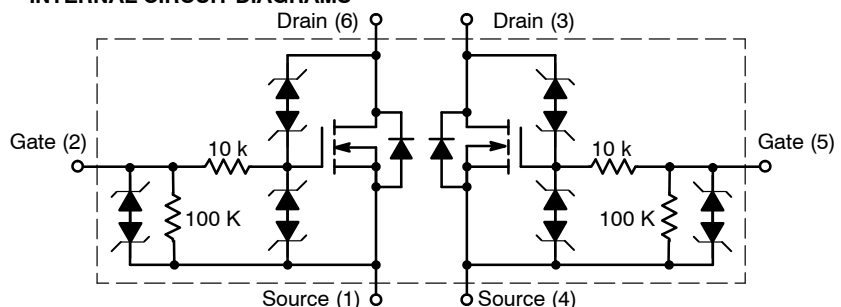 INTERNAL CIRCUIT DIAGRAMS
Drain (6)
Drain (3)
Gate (2)
10 k
10 k
Gate (5)
100 K
100 K
Source (1)
Source (4)